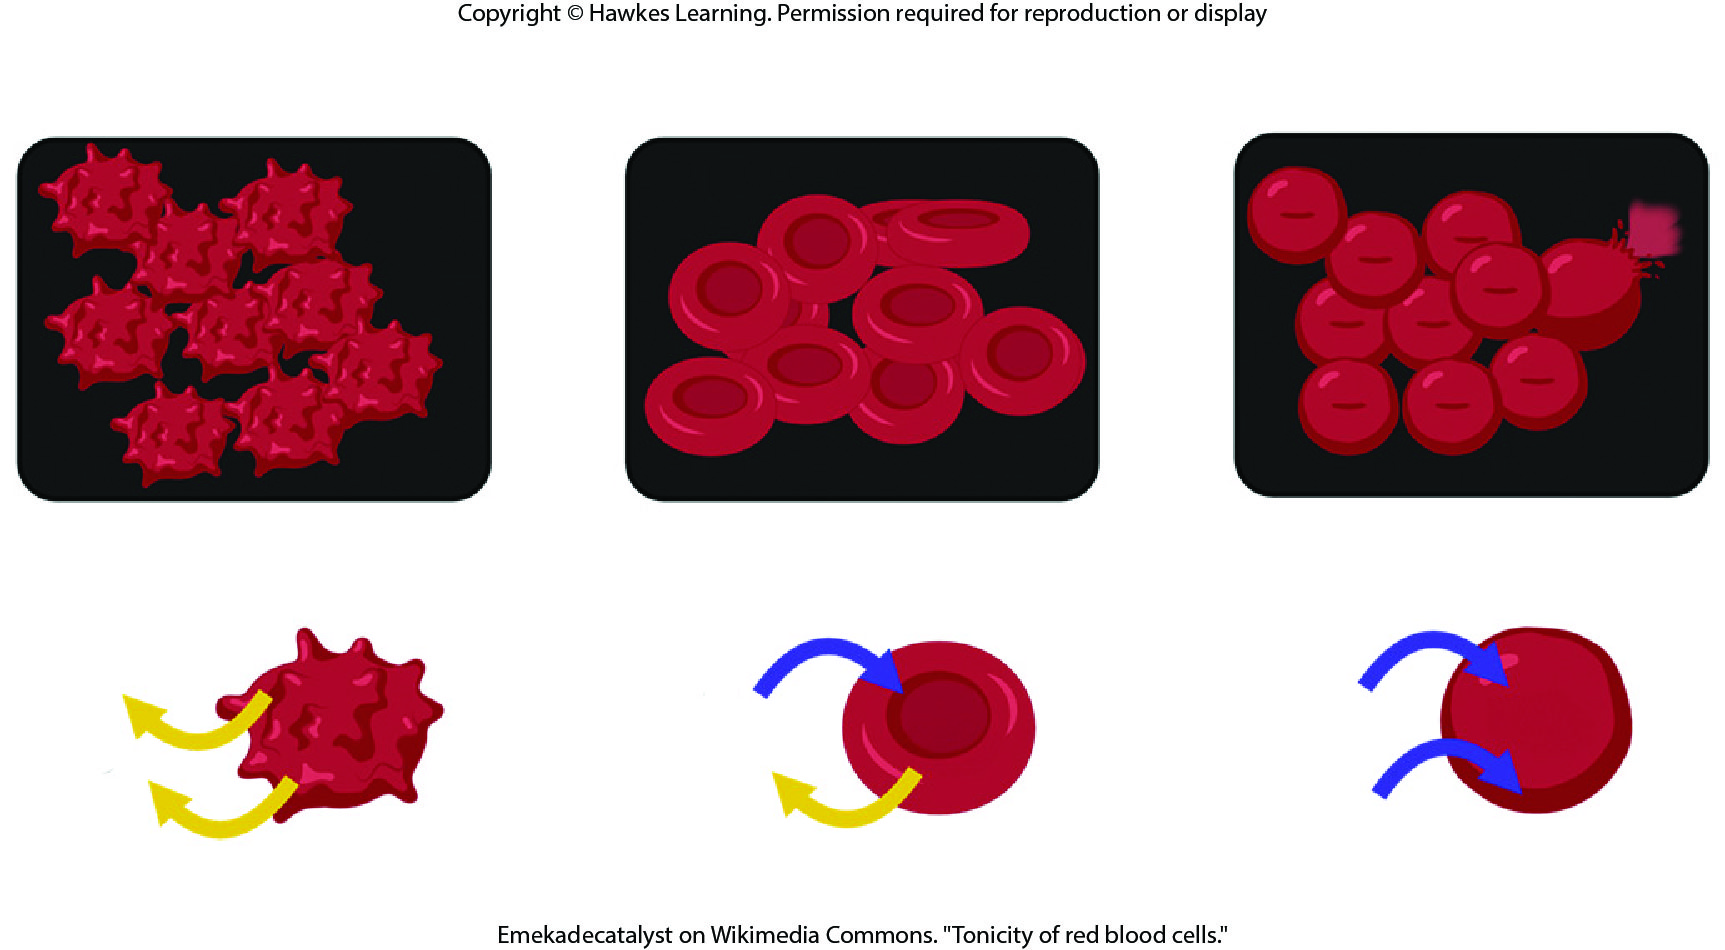 Copyright © Hawkes Learning. Permission required for reproduction or display
Emekadecatalyst on Wikimedia Commons. "Tonicity of red blood cells."